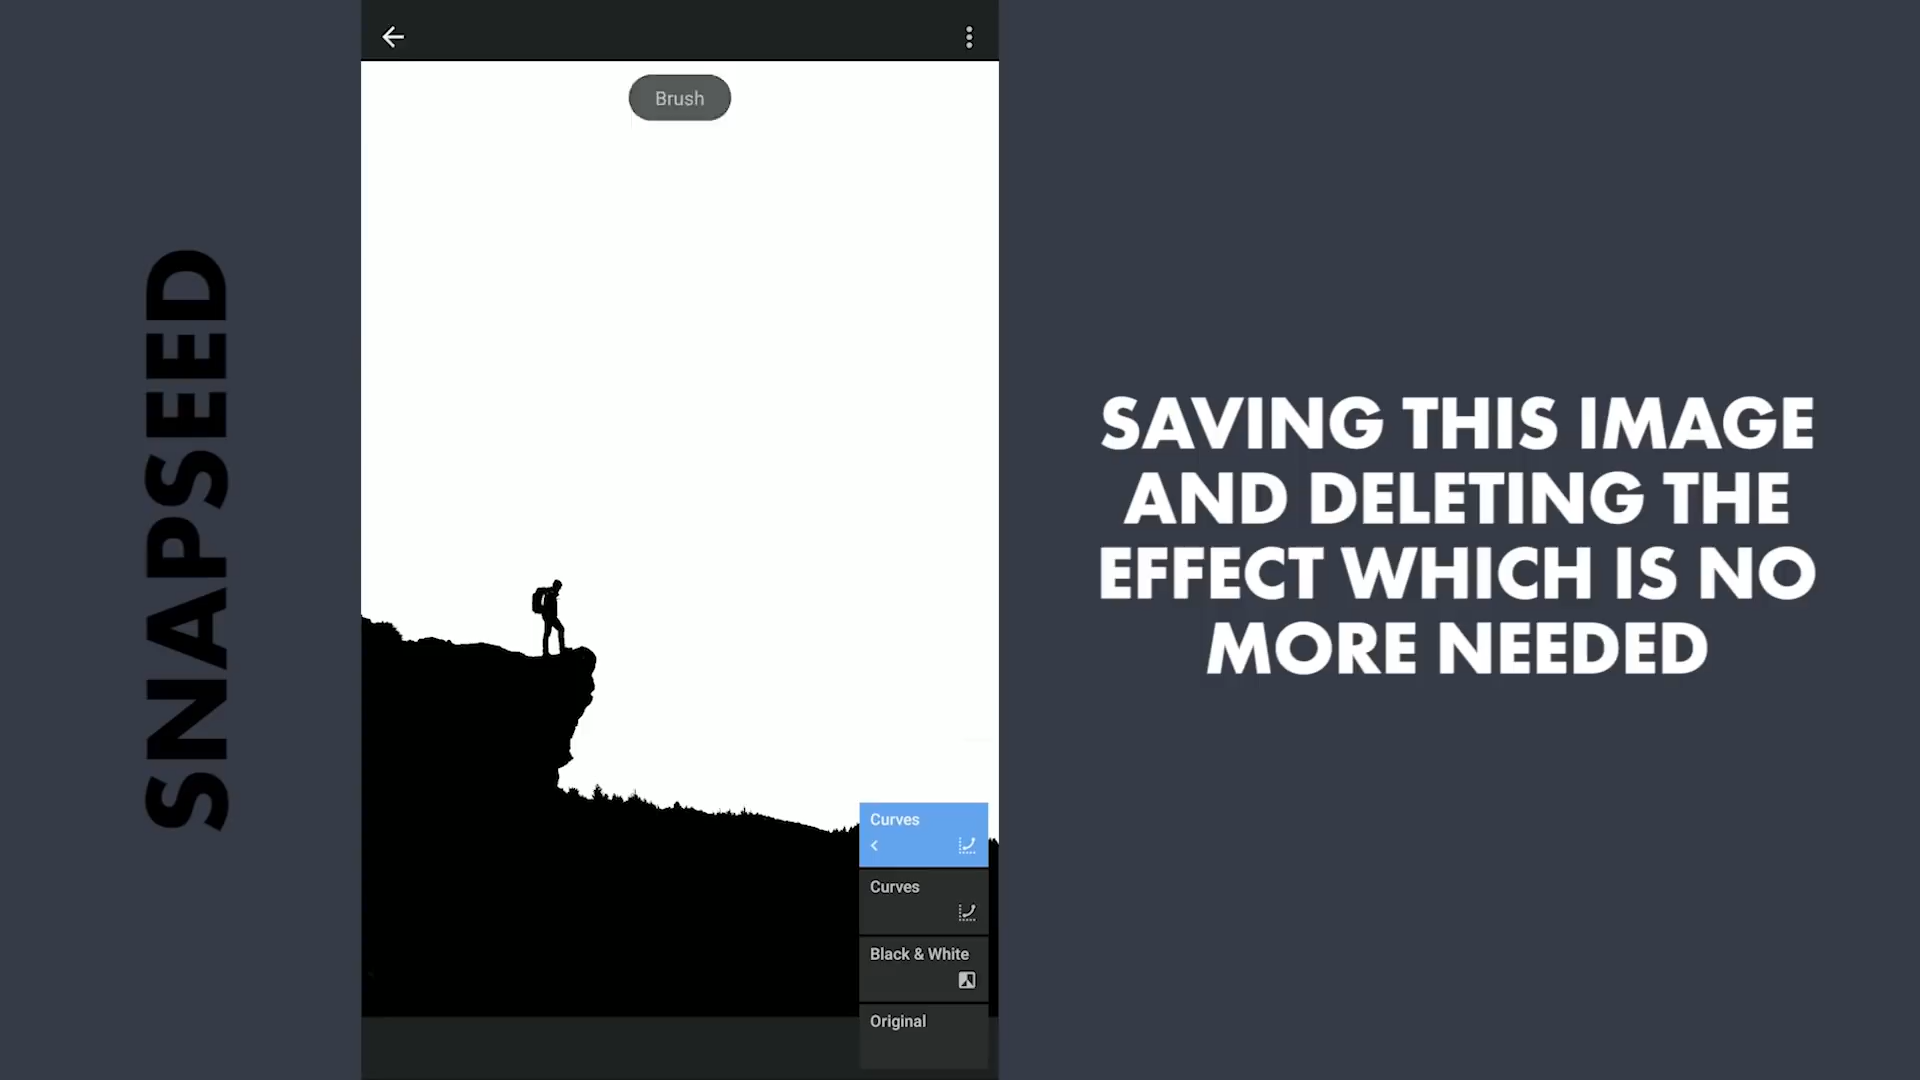 SNAPSEED
Brush
SAVING THIS IMAGE
AND DELETING THE
EFFECT WHICH IS NO
MORE NEEDED
Curves
Curves
Black & White
Original